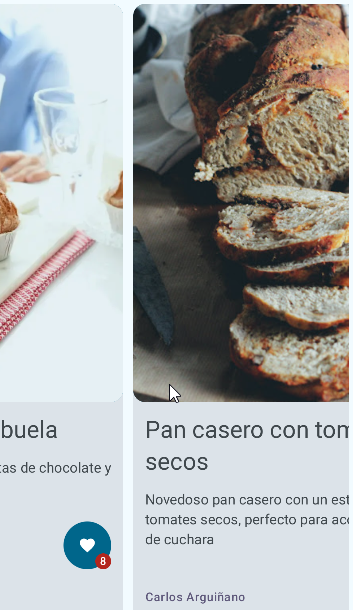 buela
tas de chocolate y
8
Pan casero con tom
secos
Novedoso pan casero con un est
tomates secos, perfecto para aco
de cuchara
Carlos Arguiñano